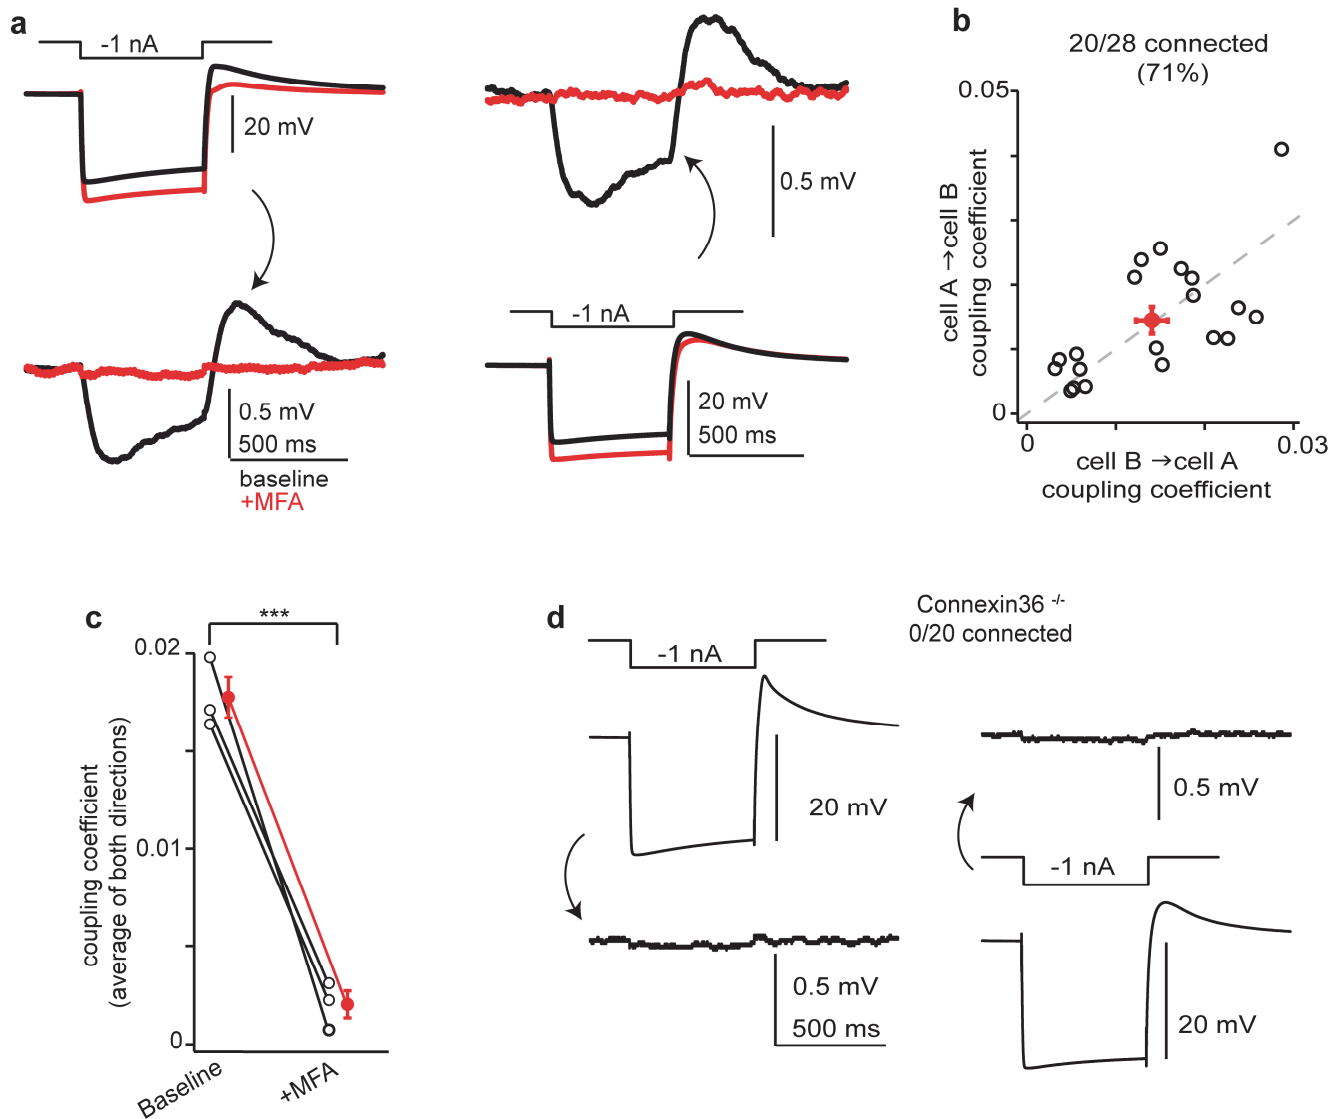 a
-1 nA
20 mV
0.5 mV
500 ms
baseline
+MFA
0.5 mV
-1 nA
20 mV
500 ms
b
20/28 connected
(71%)
0.05
0
cell A →cell B
coupling coefficient
0
0.03
cell B →cell A
coupling coefficient
c
***
0.02
0.01
0
coupling coefficient
(average of both directions)
Baseline
+MFA
d
Connexin36 -/-
0/20 connected
-1 nA
20 mV
0.5 mV
500 ms
0.5 mV
-1 nA
20 mV